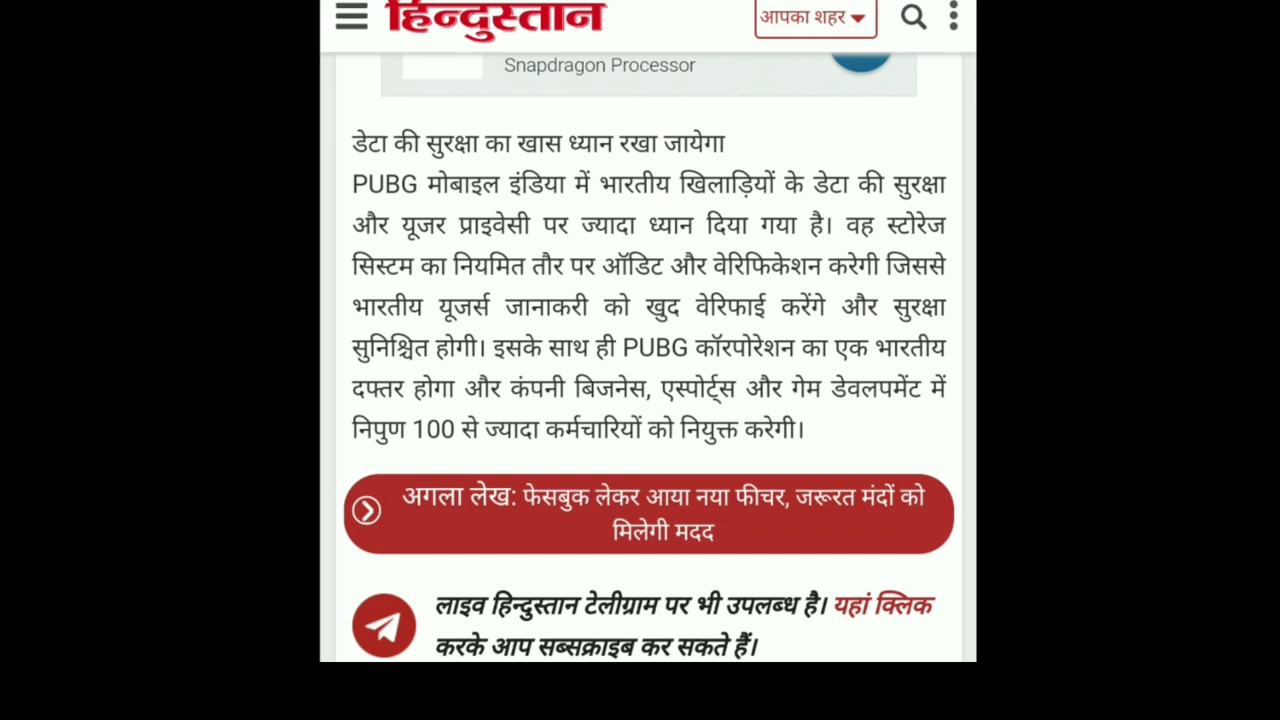 हिन्दुस्तान
आपका शहर
Snapdragon Processor
डेटा की सुरक्षा का खास ध्यान रखा जायेगा
PUBG मोबाइल इंडिया में भारतीय खिलाड़ियों के डेटा की सुरक्षा
और यूजर प्राइवेसी पर ज्यादा ध्यान दिया गया है। वह स्टोरेज
सिस्टम का नियमित तौर पर ऑडिट और वेरिफिकेशन करेगी जिससे
भारतीय यूजर्स जानाकरी को खुद वेरिफाई करेंगे और सुरक्षा
सुनिश्चित होगी। इसके साथ ही PUBG कॉरपोरेशन का एक भारतीय
दफ्तर होगा और कंपनी बिजनेस, एस्पोर्ट्स और गेम डेवलपमेंट में
निपुण 100 से ज्यादा कर्मचारियों को नियुक्त करेगी।
अगला लेख: फेसबुक लेकर आया नया फीचर, जरूरत मंदों को
मिलेगी मदद
लाइव हिन्दुस्तान टेलीग्राम पर भी उपलब्ध है। यहां क्लिक
करके आप सब्सक्राइब कर सकते हैं।